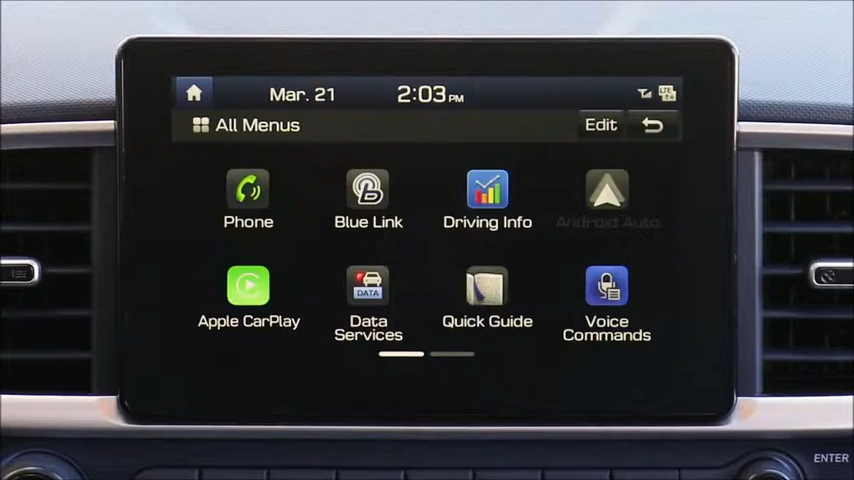 Mar. 21 2:03 PM LTE
All Menus Edit
Phone Blue Link Driving Info Android Auto
DATA
Apple CarPlay Data Services Quick Guide Voice Commands
ENTER